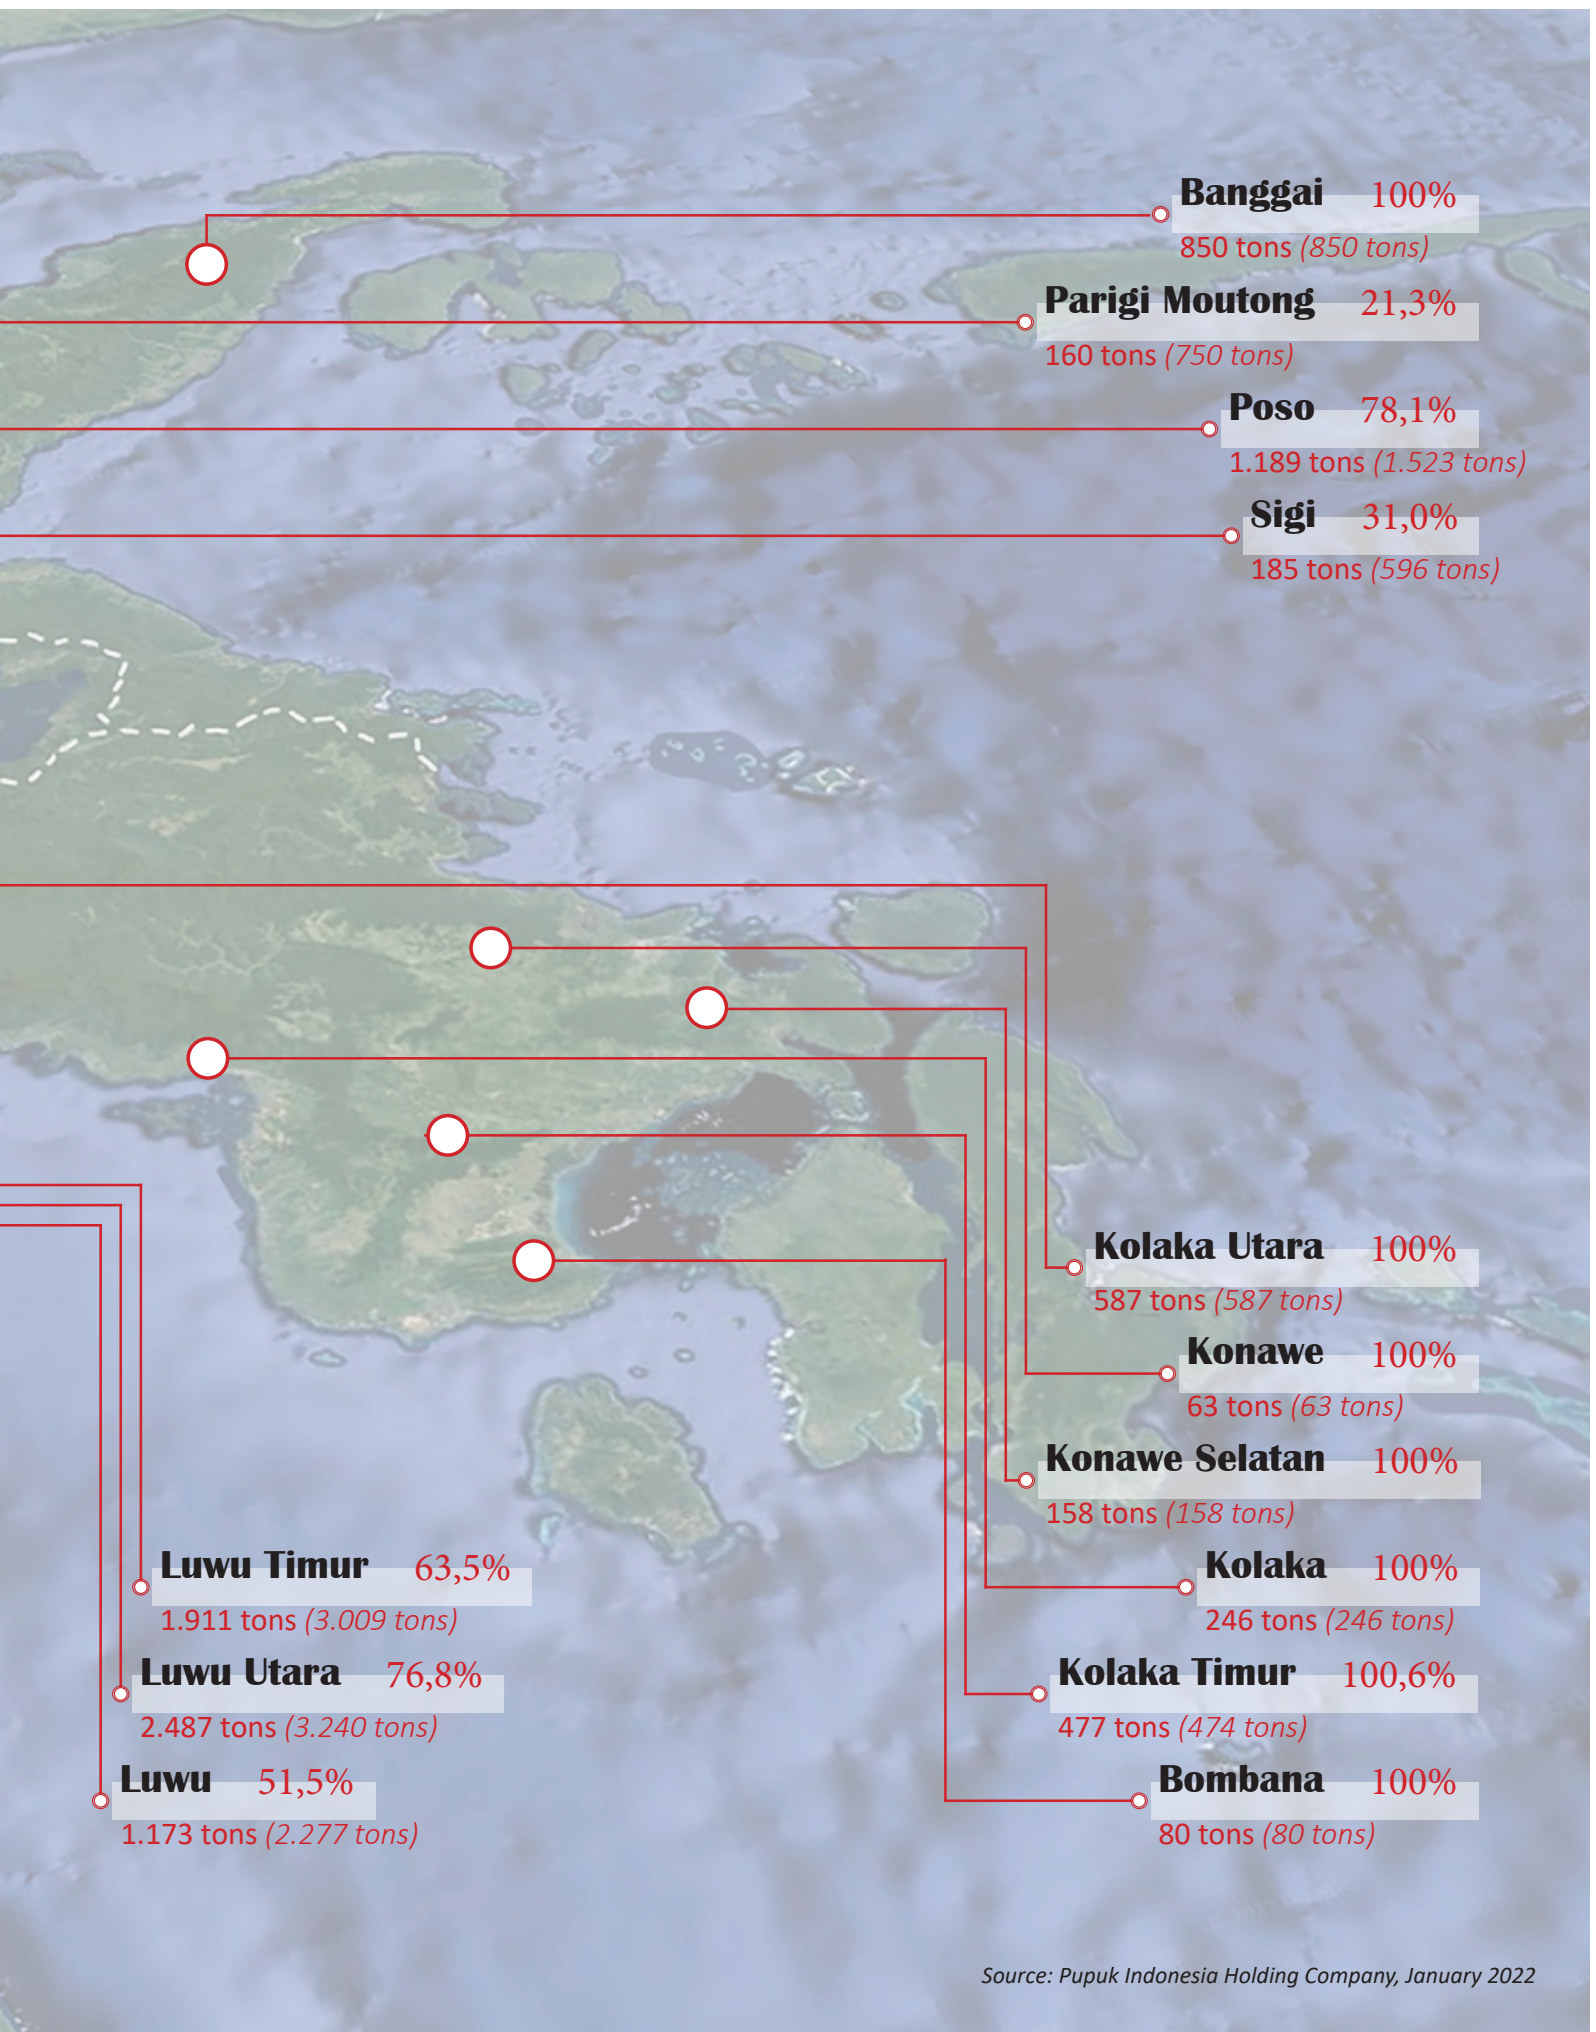 Banggai 100%
850 tons (850 tons)
Parigi Moutong 21,3%
160 tons (750 tons)
Poso 78,1%
1.189 tons (1.523 tons)
Sigi 31,0%
185 tons (596 tons)
Kolaka Utara 100%
587 tons (587 tons)
Konawe 100%
63 tons (63 tons)
Konawe Selatan 100%
158 tons (158 tons)
Kolaka 100%
246 tons (246 tons)
Kolaka Timur 100,6%
477 tons (474 tons)
Bombana 100%
80 tons (80 tons)
Luwu Timur 63,5%
1.911 tons (3.009 tons)
Luwu Utara 76,8%
2.487 tons (3.240 tons)
Luwu 51,5%
1.173 tons (2.277 tons)
Source: Pupuk Indonesia Holding Company, January 2022